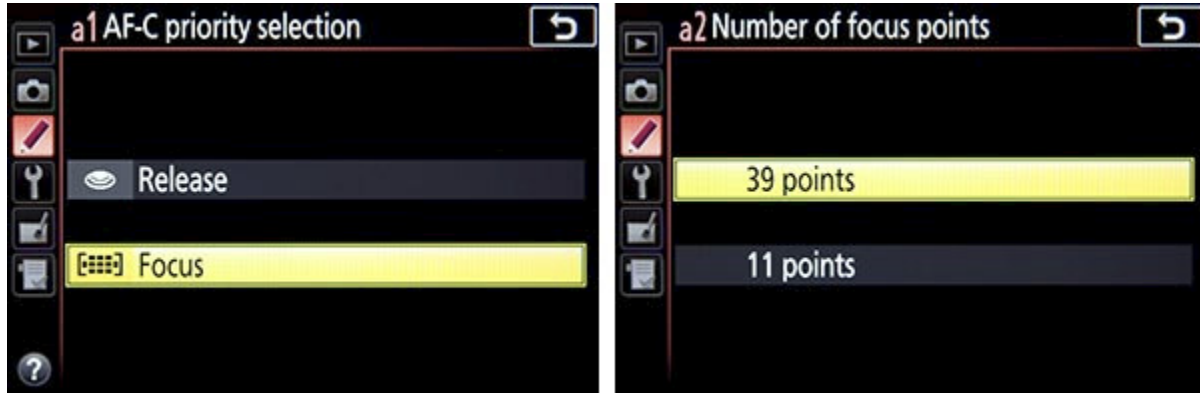 a1 AF-C priority selection
Release
Focus
?
a2 Number of focus points
39 points
11 points